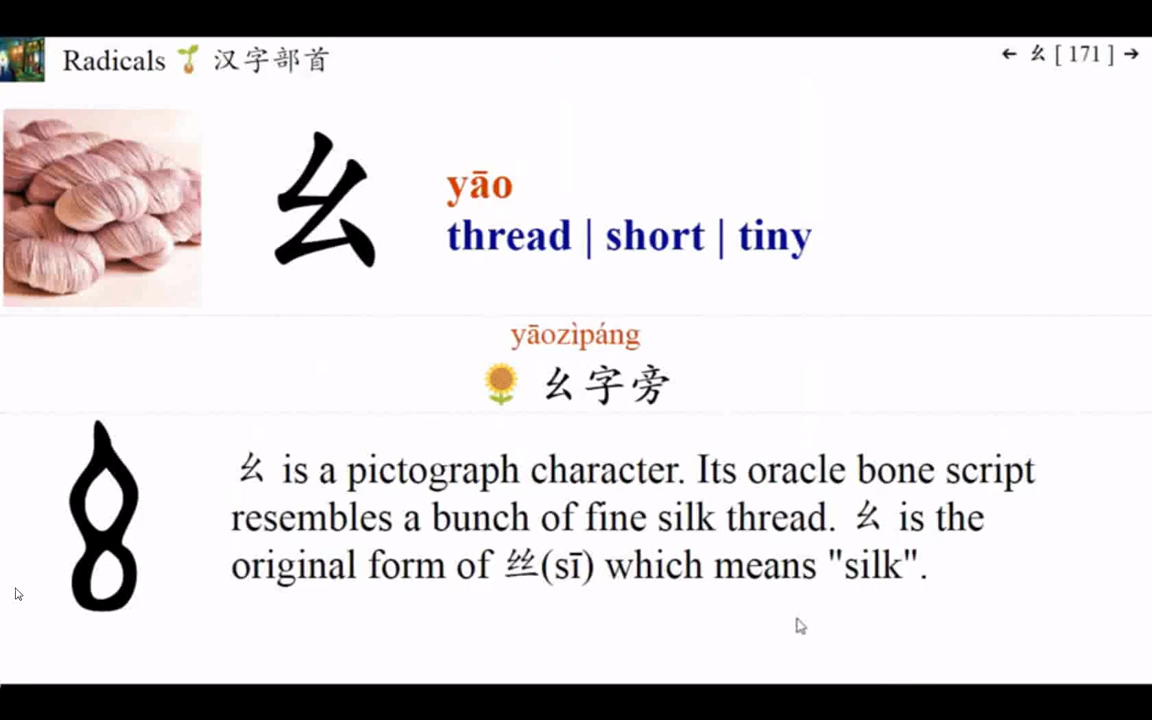 Radicals 🌱 汉字部首
← 幺 [ 171 ] →
幺
yāo
thread | short | tiny
yāozìpáng
🌻 幺字旁
幺 is a pictograph character. Its oracle bone script
resembles a bunch of fine silk thread. 幺 is the
original form of 丝(sī) which means "silk".